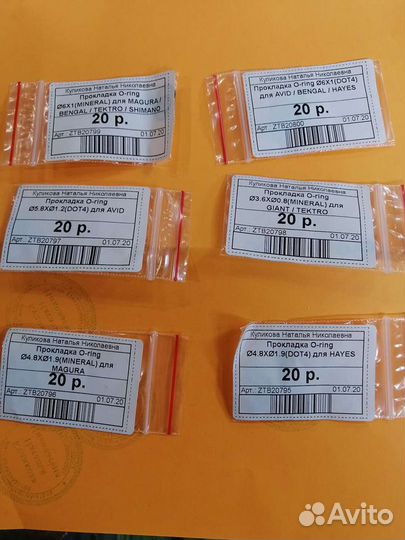 Куликова Наталья Николаевна
Прокладка O-ring
Ø6X1(MINERAL) для MAGURA /
BENGAL / TEKTRO / SHIMANO
20 р.
Арт.: ZTB20799 01.07.20
Куликова Наталья Николаевна
Прокладка O-ring Ø6X1(DOT4)
для AVID / BENGAL / HAYES
20 р.
Арт.: ZTB20800 01.07.20
Куликова Наталья Николаевна
Прокладка O-ring
Ø5.8XØ1.2(DOT4) для AVID
20 р.
Арт.: ZTB20797 01.07.20
Куликова Наталья Николаевна
Прокладка O-ring
Ø3.6XØ0.8(MINERAL) для
GIANT / TEKTRO
20 р.
Арт.: ZTB20798 01.07.20
Куликова Наталья Николаевна
Прокладка O-ring
Ø4.8XØ1.9(MINERAL) для
MAGURA
20 р.
Арт.: ZTB20796 01.07.20
Куликова Наталья Николаевна
Прокладка O-ring
Ø4.8XØ1.9(DOT4) для HAYES
20 р.
Арт.: ZTB20795 01.07.20
Avito